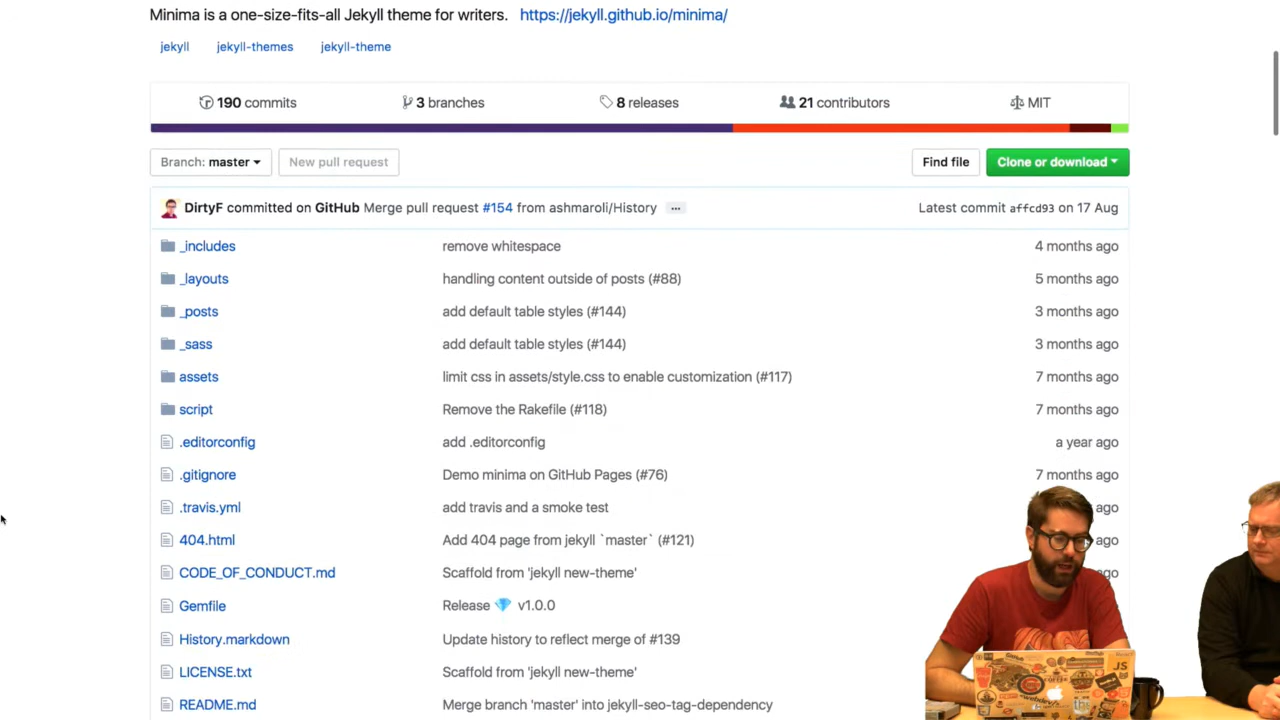 Minima is a one-size-fits-all Jekyll theme for writers. https://jekyll.github.io/minima/
jekyll jekyll-themes jekyll-theme
190 commits 3 branches 8 releases 21 contributors MIT
Branch: master New pull request Find file Clone or download
DirtyF committed on GitHub Merge pull request #154 from ashmaroli/History ... Latest commit affcd93 on 17 Aug
_includes remove whitespace 4 months ago
_layouts handling content outside of posts (#88) 5 months ago
_posts add default table styles (#144) 3 months ago
_sass add default table styles (#144) 3 months ago
assets limit css in assets/style.css to enable customization (#117) 7 months ago
script Remove the Rakefile (#118) 7 months ago
.editorconfig add .editorconfig a year ago
.gitignore Demo minima on GitHub Pages (#76) 7 months ago
.travis.yml add travis and a smoke test ago
404.html Add 404 page from jekyll `master` (#121) ago
CODE_OF_CONDUCT.md Scaffold from 'jekyll new-theme' ago
Gemfile Release 💎 v1.0.0
History.markdown Update history to reflect merge of #139
LICENSE.txt Scaffold from 'jekyll new-theme'
README.md Merge branch 'master' into jekyll-seo-tag-dependency
JS